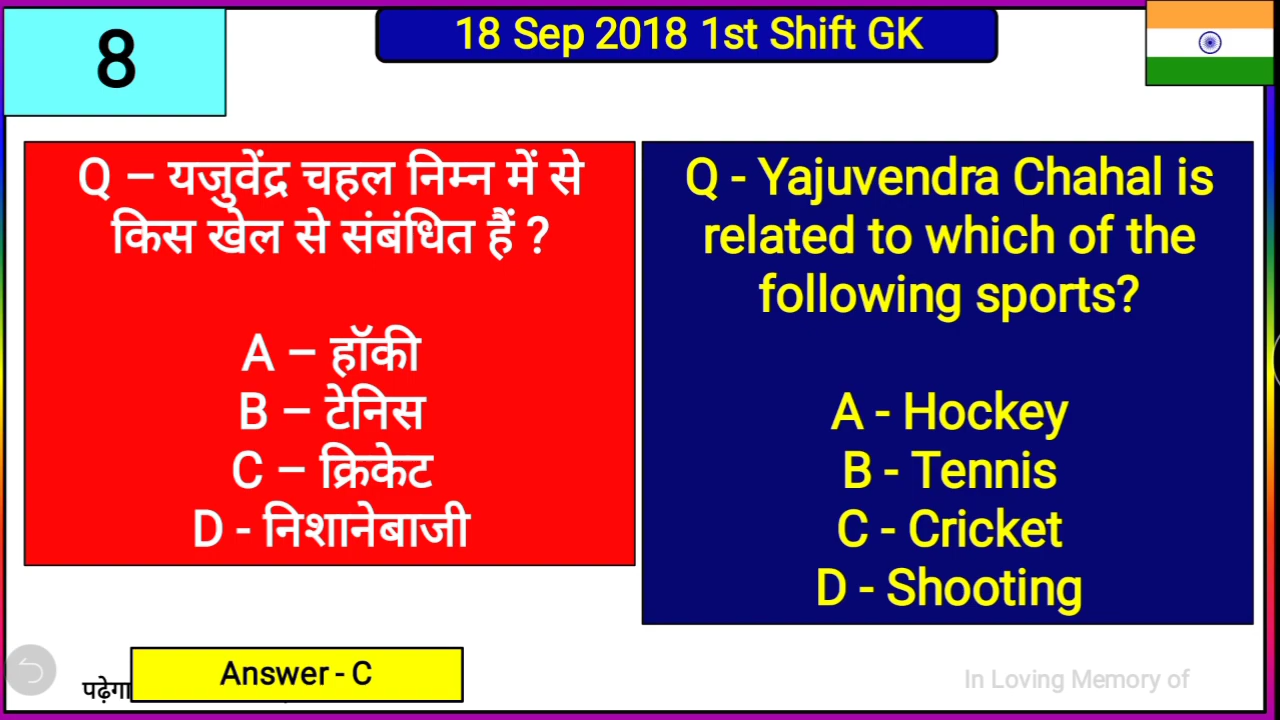 8
18 Sep 2018 1st Shift GK
Q – यजुवेंद्र चहल निम्न में से
किस खेल से संबंधित हैं ?
A – हॉकी
B – टेनिस
C – क्रिकेट
D - निशानेबाजी
Q - Yajuvendra Chahal is
related to which of the
following sports?
A - Hockey
B - Tennis
C - Cricket
D - Shooting
पढ़ेगा
Answer - C
In Loving Memory of